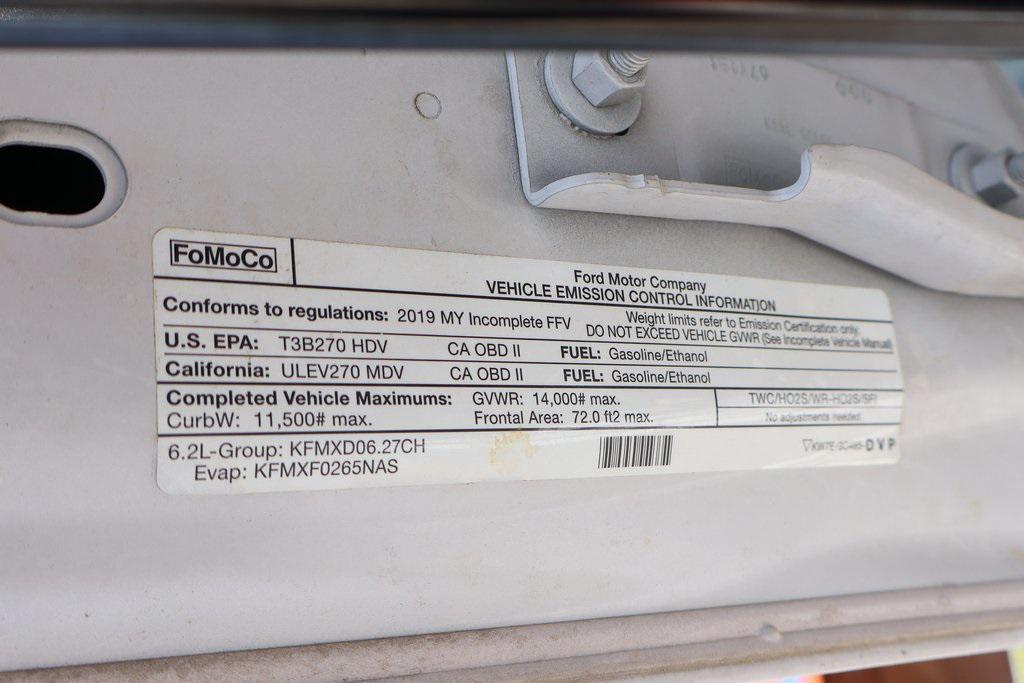 FoMoCo
Ford Motor Company
VEHICLE EMISSION CONTROL INFORMATION
Conforms to regulations: 2019 MY Incomplete FFV
Weight limits refer to Emission Certification only.
DO NOT EXCEED VEHICLE GVWR (See Incomplete Vehicle Manual)
U.S. EPA: T3B270 HDV CA OBD II FUEL: Gasoline/Ethanol
California: ULEV270 MDV CA OBD II FUEL: Gasoline/Ethanol
Completed Vehicle Maximums: GVWR: 14,000# max.
CurbW: 11,500# max. Frontal Area: 72.0 ft2 max.
TWC/HO2S/WR-HO2S/SFI
No adjustments needed.
6.2L-Group: KFMXD06.27CH
Evap: KFMXF0265NAS
DVP